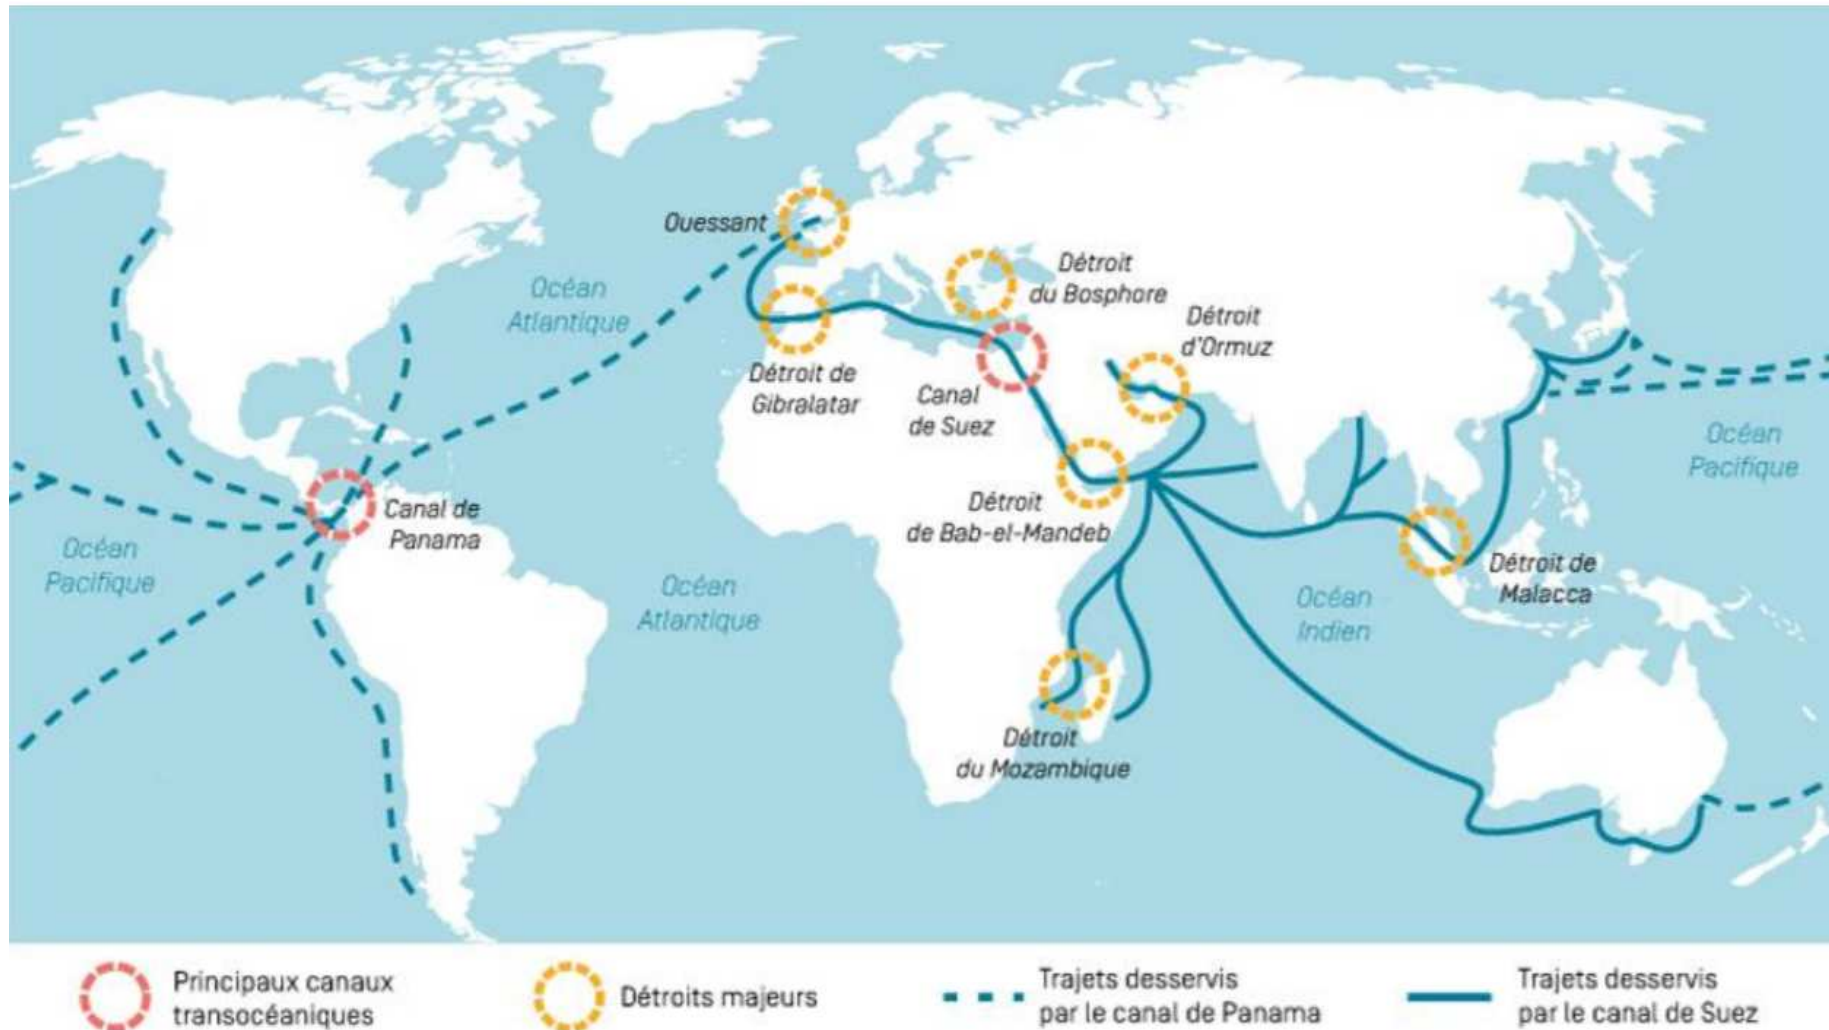 Ouessant
Détroit
du Bosphore
Océan
Atlantique
Détroit
d'Ormuz
Détroit de
Gibralatar
Canal
de Suez
Océan
Pacifique
Détroit
de Bab-el-Mandeb
Canal de
Panama
Océan
Pacifique
Océan
Atlantique
Détroit de
Malacca
Océan
Indien
Détroit
du Mozambique
Principaux canaux
transocéaniques
Détroits majeurs
Trajets desservis
par le canal de Panama
Trajets desservis
par le canal de Suez